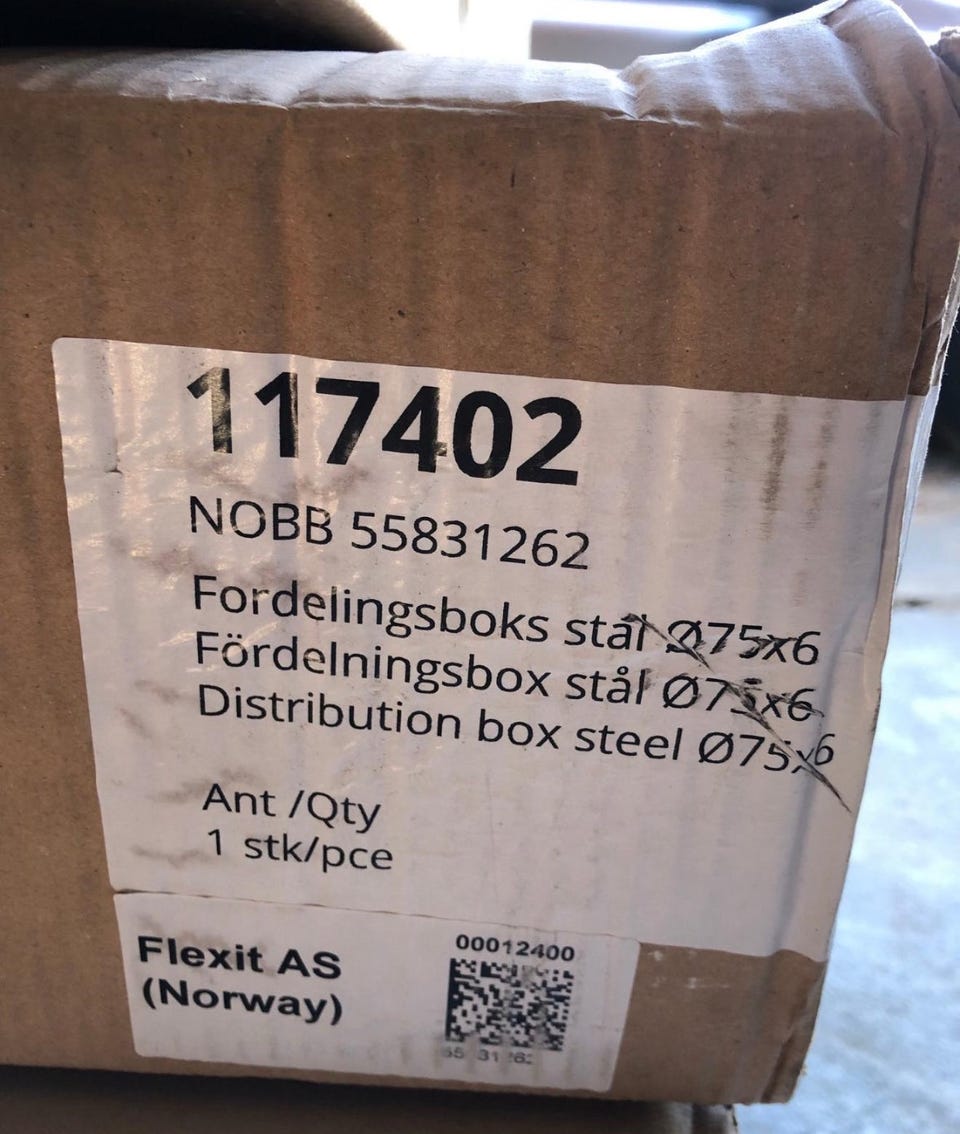 117402
NOBB 55831262
Fordelingsboks stål Ø75x6
Fördelningsbox stål Ø75x6
Distribution box steel Ø75x6
Ant /Qty
1 stk/pce
Flexit AS
(Norway)
00012400